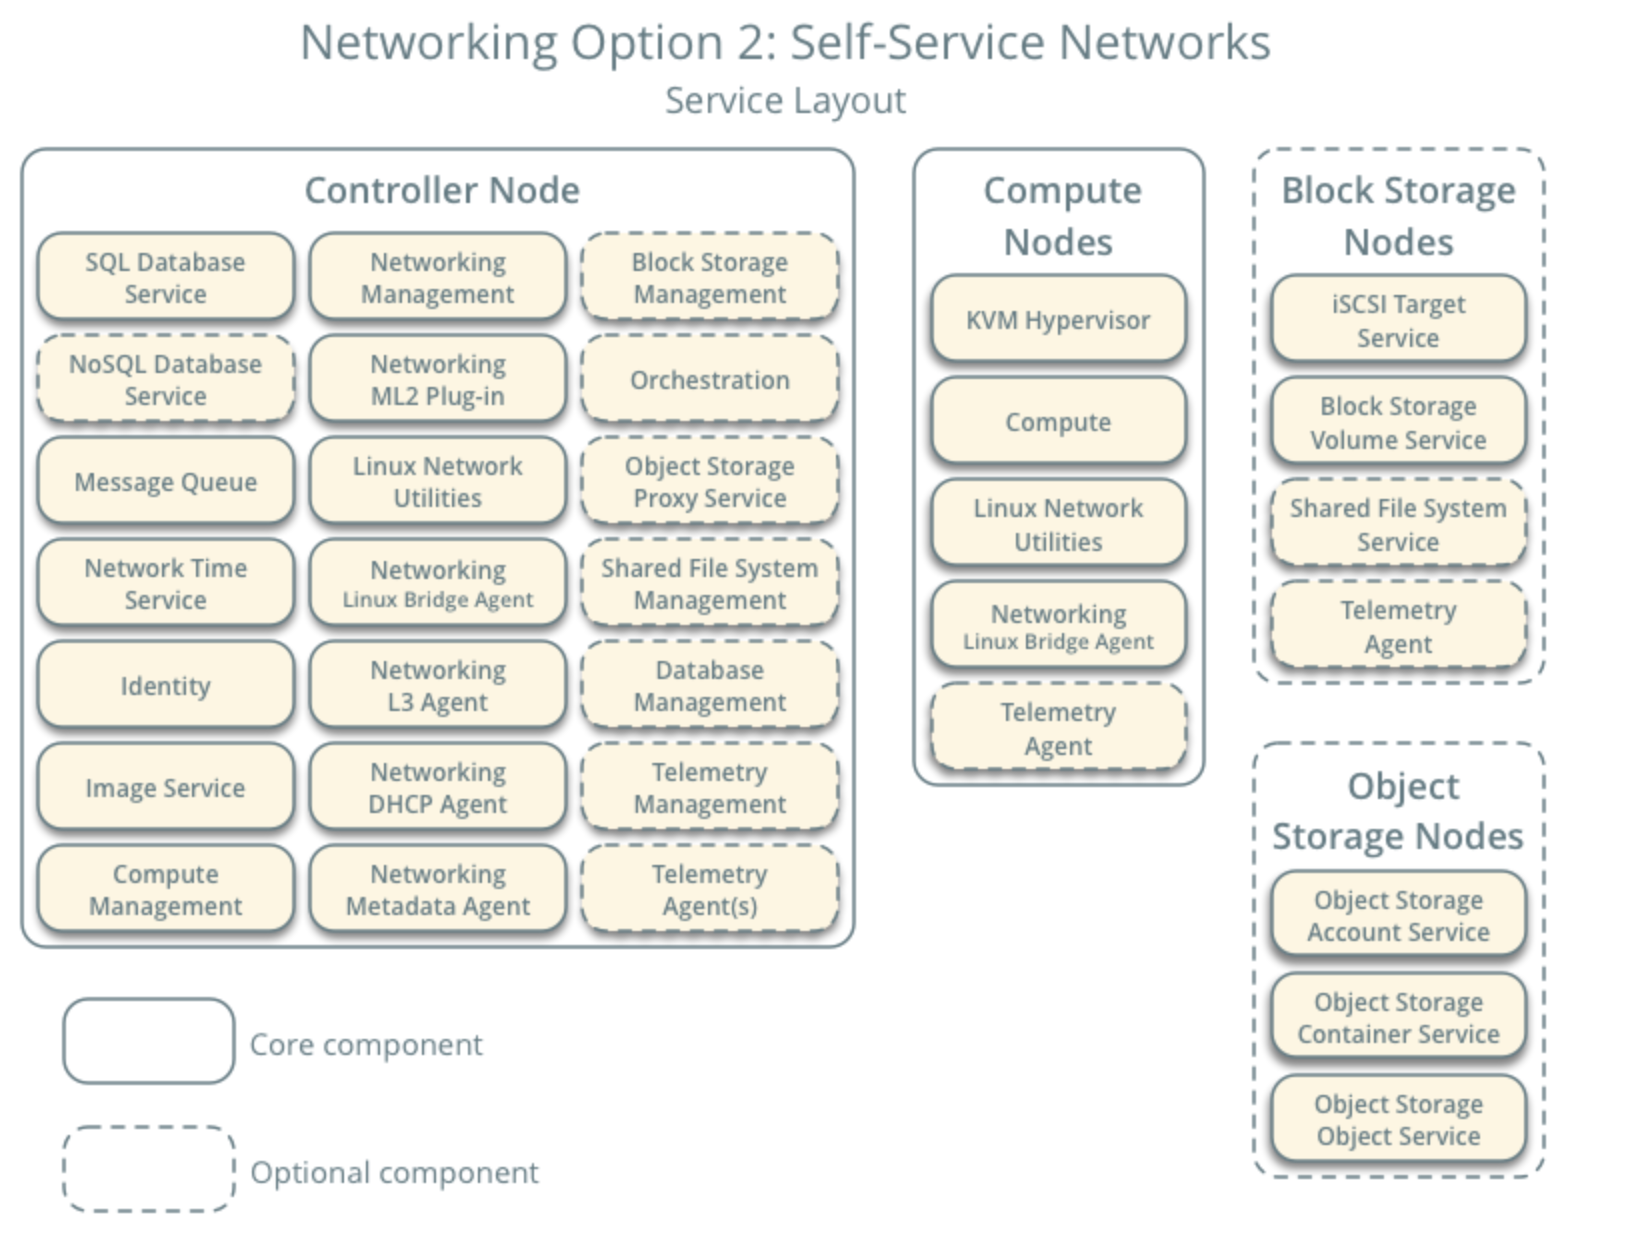 Networking Option 2: Self-Service Networks
Service Layout
Controller Node
SQL Database
Service
Networking
Management
Block Storage
Management
NoSQL Database
Service
Networking
ML2 Plug-in
Orchestration
Message Queue
Linux Network
Utilities
Object Storage
Proxy Service
Network Time
Service
Networking
Linux Bridge Agent
Shared File System
Management
Identity
Networking
L3 Agent
Database
Management
Image Service
Networking
DHCP Agent
Telemetry
Management
Compute
Management
Networking
Metadata Agent
Telemetry
Agent(s)
Compute
Nodes
KVM Hypervisor
Compute
Linux Network
Utilities
Networking
Linux Bridge Agent
Telemetry
Agent
Block Storage
Nodes
iSCSI Target
Service
Block Storage
Volume Service
Shared File System
Service
Telemetry
Agent
Object
Storage Nodes
Object Storage
Account Service
Object Storage
Container Service
Object Storage
Object Service
Core component
Optional component